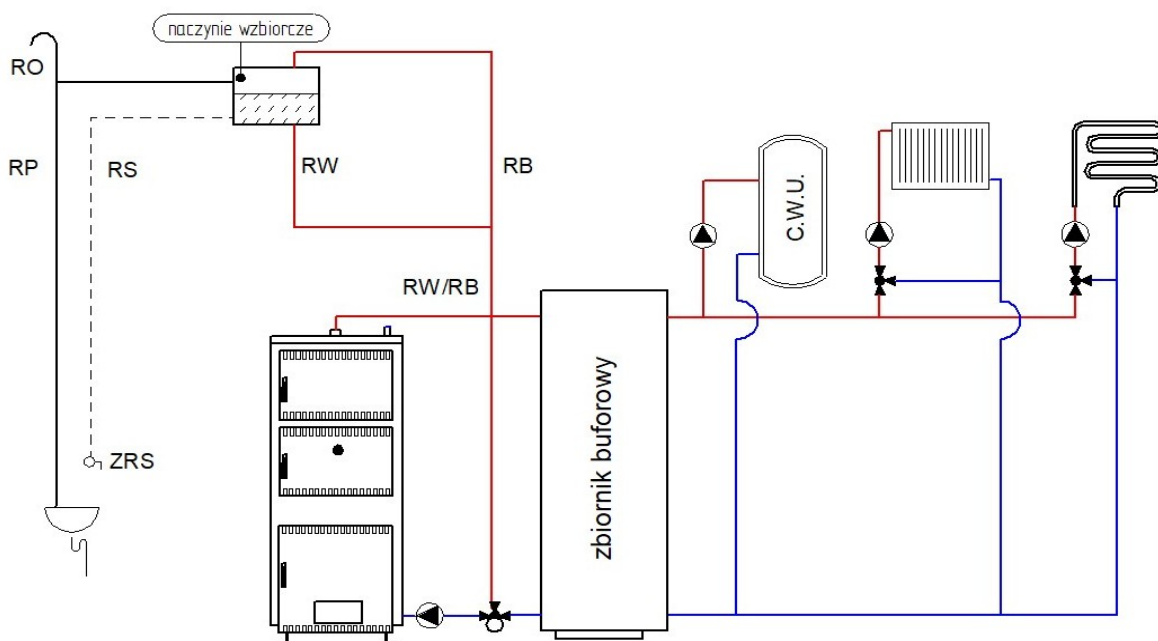 naczynie wzbiorcze
RO
RP
RS
RW
RB
C.W.U.
RW/RB
zbiornik buforowy
ZRS